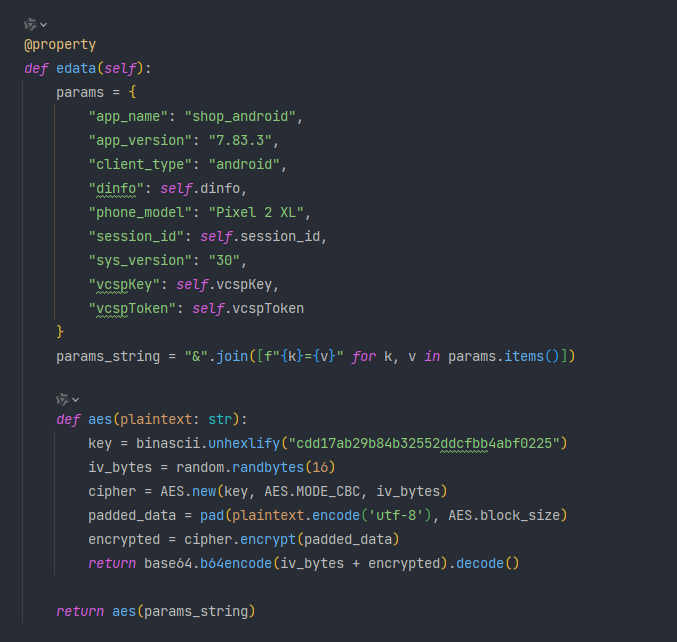 @property
def edata(self):
    params = {
        "app_name": "shop_android",
        "app_version": "7.83.3",
        "client_type": "android",
        "dinfo": self.dinfo,
        "phone_model": "Pixel 2 XL",
        "session_id": self.session_id,
        "sys_version": "30",
        "vcspKey": self.vcspKey,
        "vcspToken": self.vcspToken
    }
    params_string = "&".join([f"{k}={v}" for k, v in params.items()])
    def aes(plaintext: str):
        key = binascii.unhexlify("cdd17ab29b84b32552ddcfbb4abf0225")
        iv_bytes = random.randbytes(16)
        cipher = AES.new(key, AES.MODE_CBC, iv_bytes)
        padded_data = pad(plaintext.encode('utf-8'), AES.block_size)
        encrypted = cipher.encrypt(padded_data)
        return base64.b64encode(iv_bytes + encrypted).decode()
    return aes(params_string)